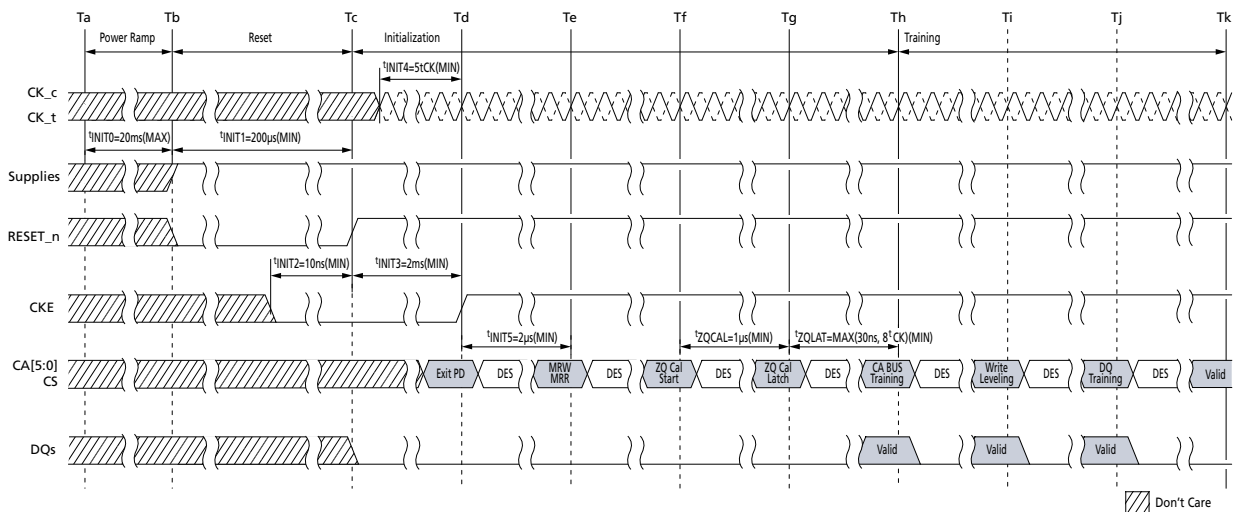 Ta Tb Tc Td Te Tf Tg Th Ti Tj Tk
Power Ramp Reset Initialization Training
tINIT4=5tCK(MIN)
CK_c
CK_t
tINIT0=20ms(MAX) tINIT1=200μs(MIN)
Supplies
RESET_n
tINIT2=10ns(MIN) tINIT3=2ms(MIN)
CKE
tINIT5=2μs(MIN) tZQCAL=1μs(MIN) tZQLAT=MAX(30ns, 8tCK)(MIN)
CA[5:0]
CS
Exit PD DES MRW DES ZQ Cal DES ZQ Cal DES CA BUS DES Write DES DQ DES Valid
MRR Start Latch Training Leveling Training
DQs Valid Valid Valid
Don't Care